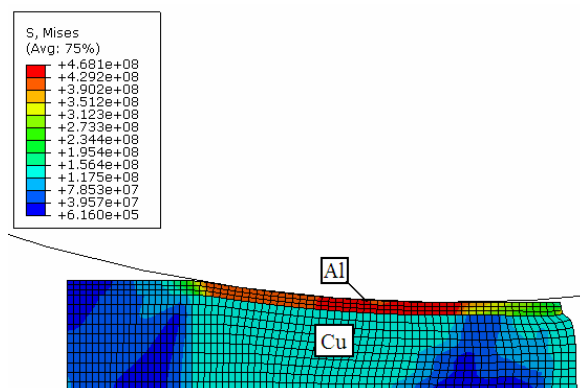 S, Mises
(Avg: 75%)
+4.681e+08
+4.292e+08
+3.902e+08
+3.512e+08
+3.123e+08
+2.733e+08
+2.344e+08
+1.954e+08
+1.564e+08
+1.175e+08
+7.853e+07
+3.957e+07
+6.160e+05
Al
Cu